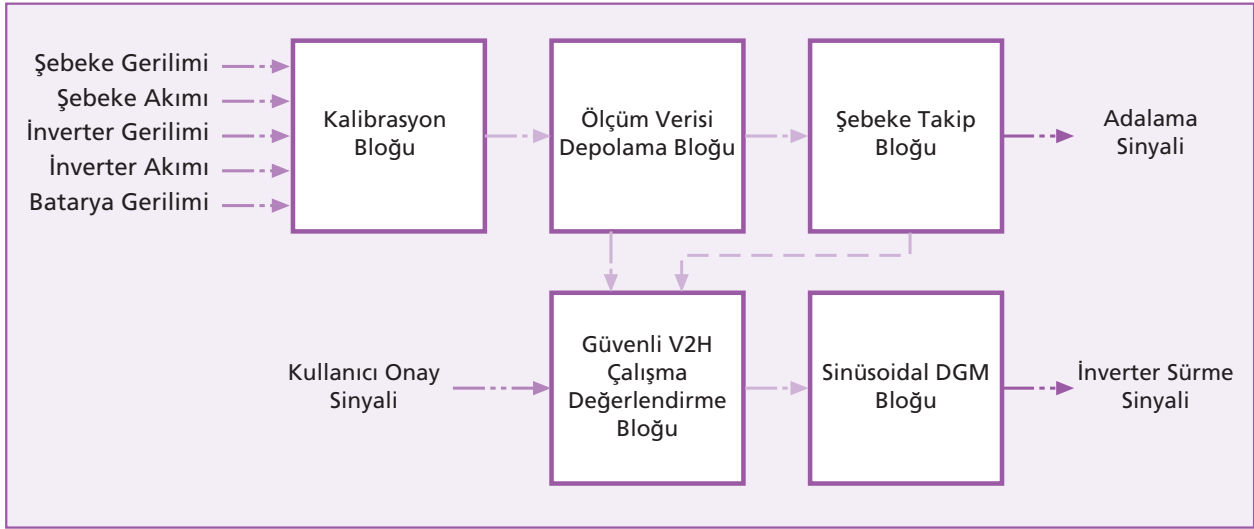 Şebeke Gerilimi
Şebeke Akımı
İnverter Gerilimi
İnverter Akımı
Batarya Gerilimi
Kalibrasyon
Bloğu
Ölçüm Verisi
Depolama Bloğu
Şebeke Takip
Bloğu
Adalama
Sinyali
Kullanıcı Onay
Sinyali
Güvenli V2H
Çalışma
Değerlendirme
Bloğu
Sinüsoidal DGM
Bloğu
İnverter Sürme
Sinyali